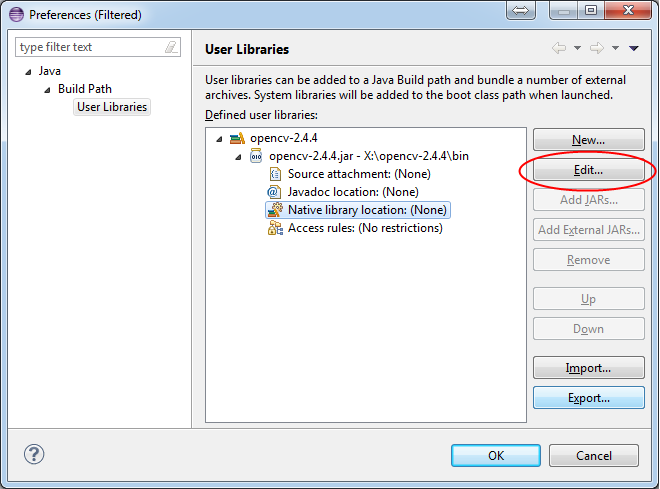 Preferences (Filtered)
type filter text
Java
Build Path
User Libraries
User Libraries
User libraries can be added to a Java Build path and bundle a number of external
archives. System libraries will be added to the boot class path when launched.
Defined user libraries:
opencv-2.4.4
opencv-2.4.4.jar - X:\opencv-2.4.4\bin
Source attachment: (None)
Javadoc location: (None)
Native library location: (None)
Access rules: (No restrictions)
New...
Edit...
Add JARs...
Add External JARs...
Remove
Up
Down
Import...
Export...
OK
Cancel